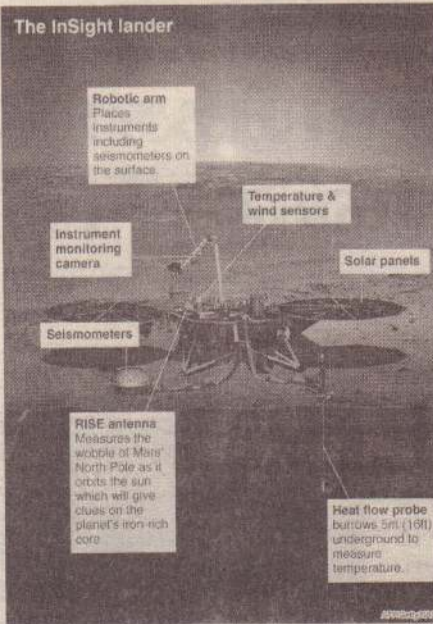 The InSight lander
Robotic arm
Places
instruments
including
seismometers on
the surface.
Temperature &
wind sensors
Instrument
monitoring
camera
Solar panels
Seismometers
RISE antenna
Measures the
wobble of Mars'
North Pole as it
orbits the sun
which will give
clues on the
planet's iron-rich
core
Heat flow probe
burrows 5m (16ft)
underground to
measure
temperature.